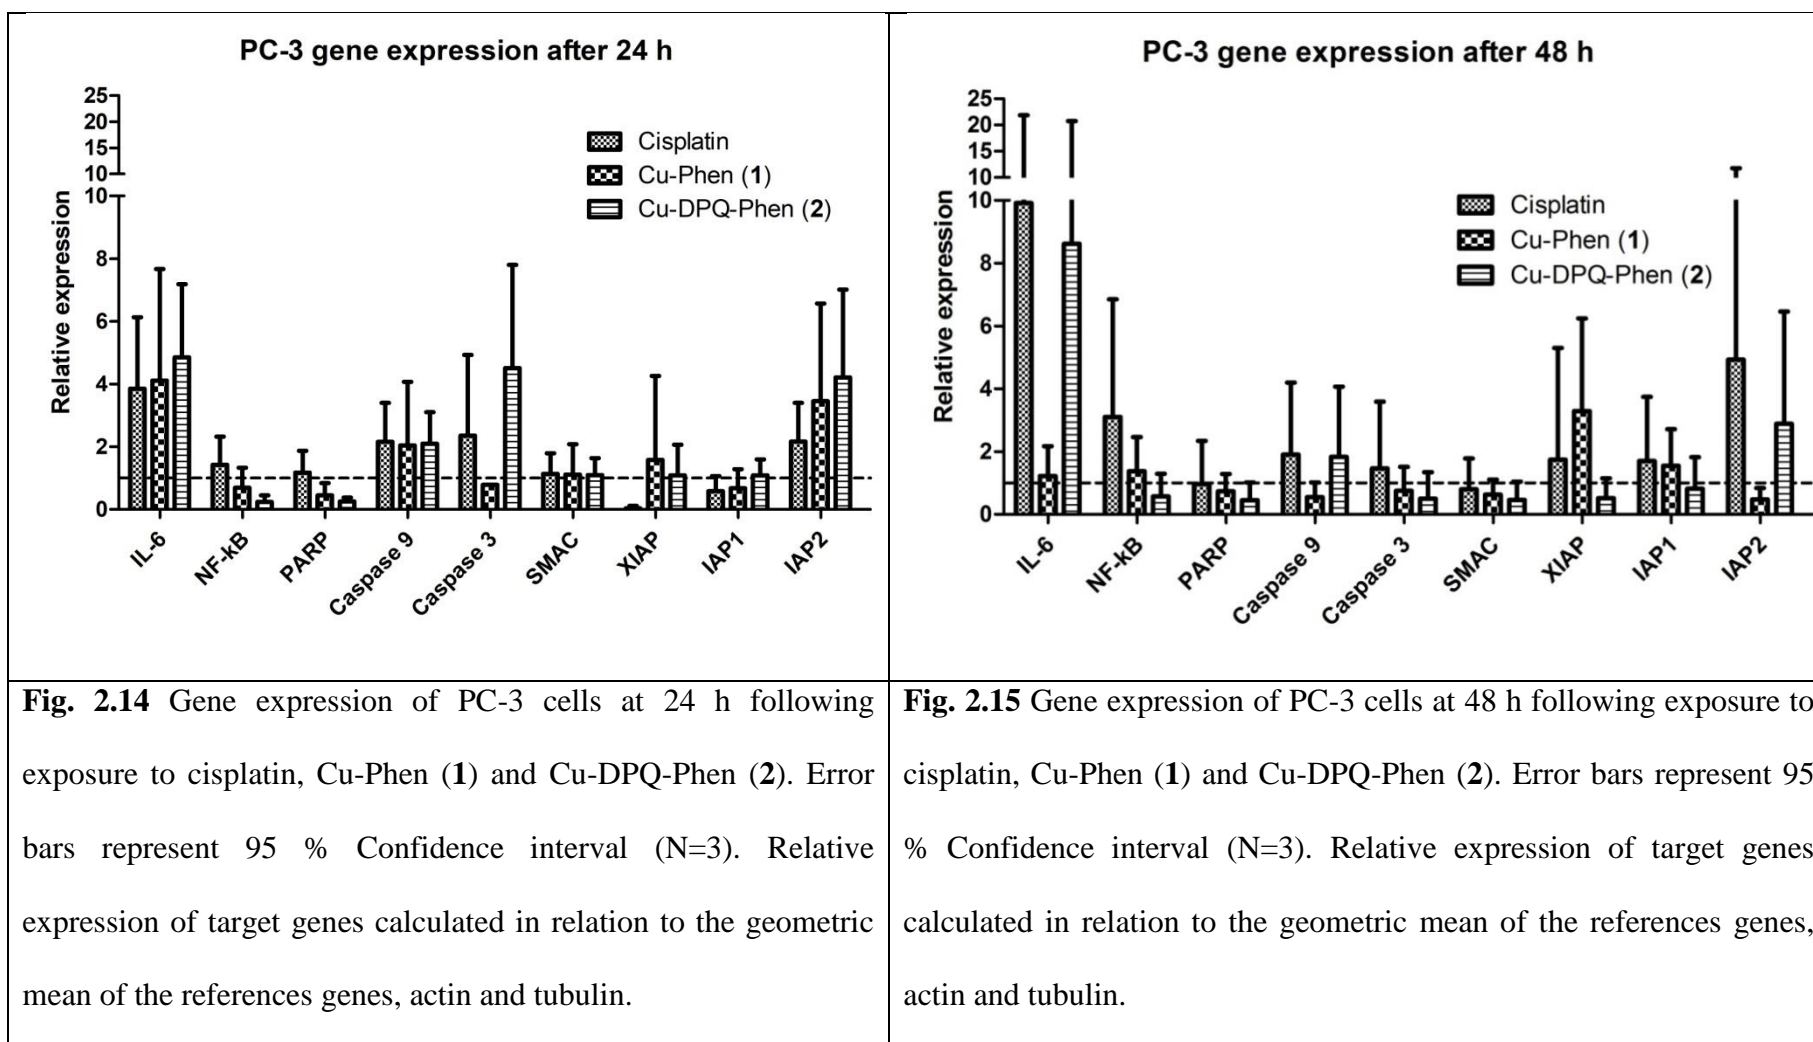 PC-3 gene expression after 24 h
25
20
15
10
10
8
6
4
2
0
Relative expression
Cisplatin
Cu-Phen (1)
Cu-DPQ-Phen (2)
IL-6
NF-kB
PARP
Caspase 9
Caspase 3
SMAC
XIAP
IAP1
IAP2
PC-3 gene expression after 48 h
25
20
15
10
10
8
6
4
2
0
Relative expression
Cisplatin
Cu-Phen (1)
Cu-DPQ-Phen (2)
IL-6
NF-kB
PARP
Caspase 9
Caspase 3
SMAC
XIAP
IAP1
IAP2
Fig. 2.14 Gene expression of PC-3 cells at 24 h following
exposure to cisplatin, Cu-Phen (1) and Cu-DPQ-Phen (2). Error
bars represent 95 % Confidence interval (N=3). Relative
expression of target genes calculated in relation to the geometric
mean of the references genes, actin and tubulin.
Fig. 2.15 Gene expression of PC-3 cells at 48 h following exposure to
cisplatin, Cu-Phen (1) and Cu-DPQ-Phen (2). Error bars represent 95
% Confidence interval (N=3). Relative expression of target genes
calculated in relation to the geometric mean of the references genes,
actin and tubulin.